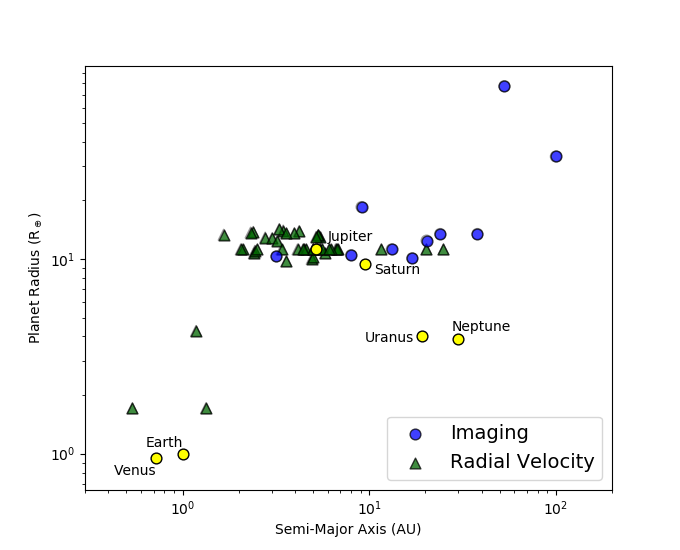 Planet Radius (R⊕)
10¹
10⁰
Jupiter
Saturn
Uranus
Neptune
Earth
Venus
Imaging
Radial Velocity
10⁰
10¹
10²
Semi-Major Axis (AU)